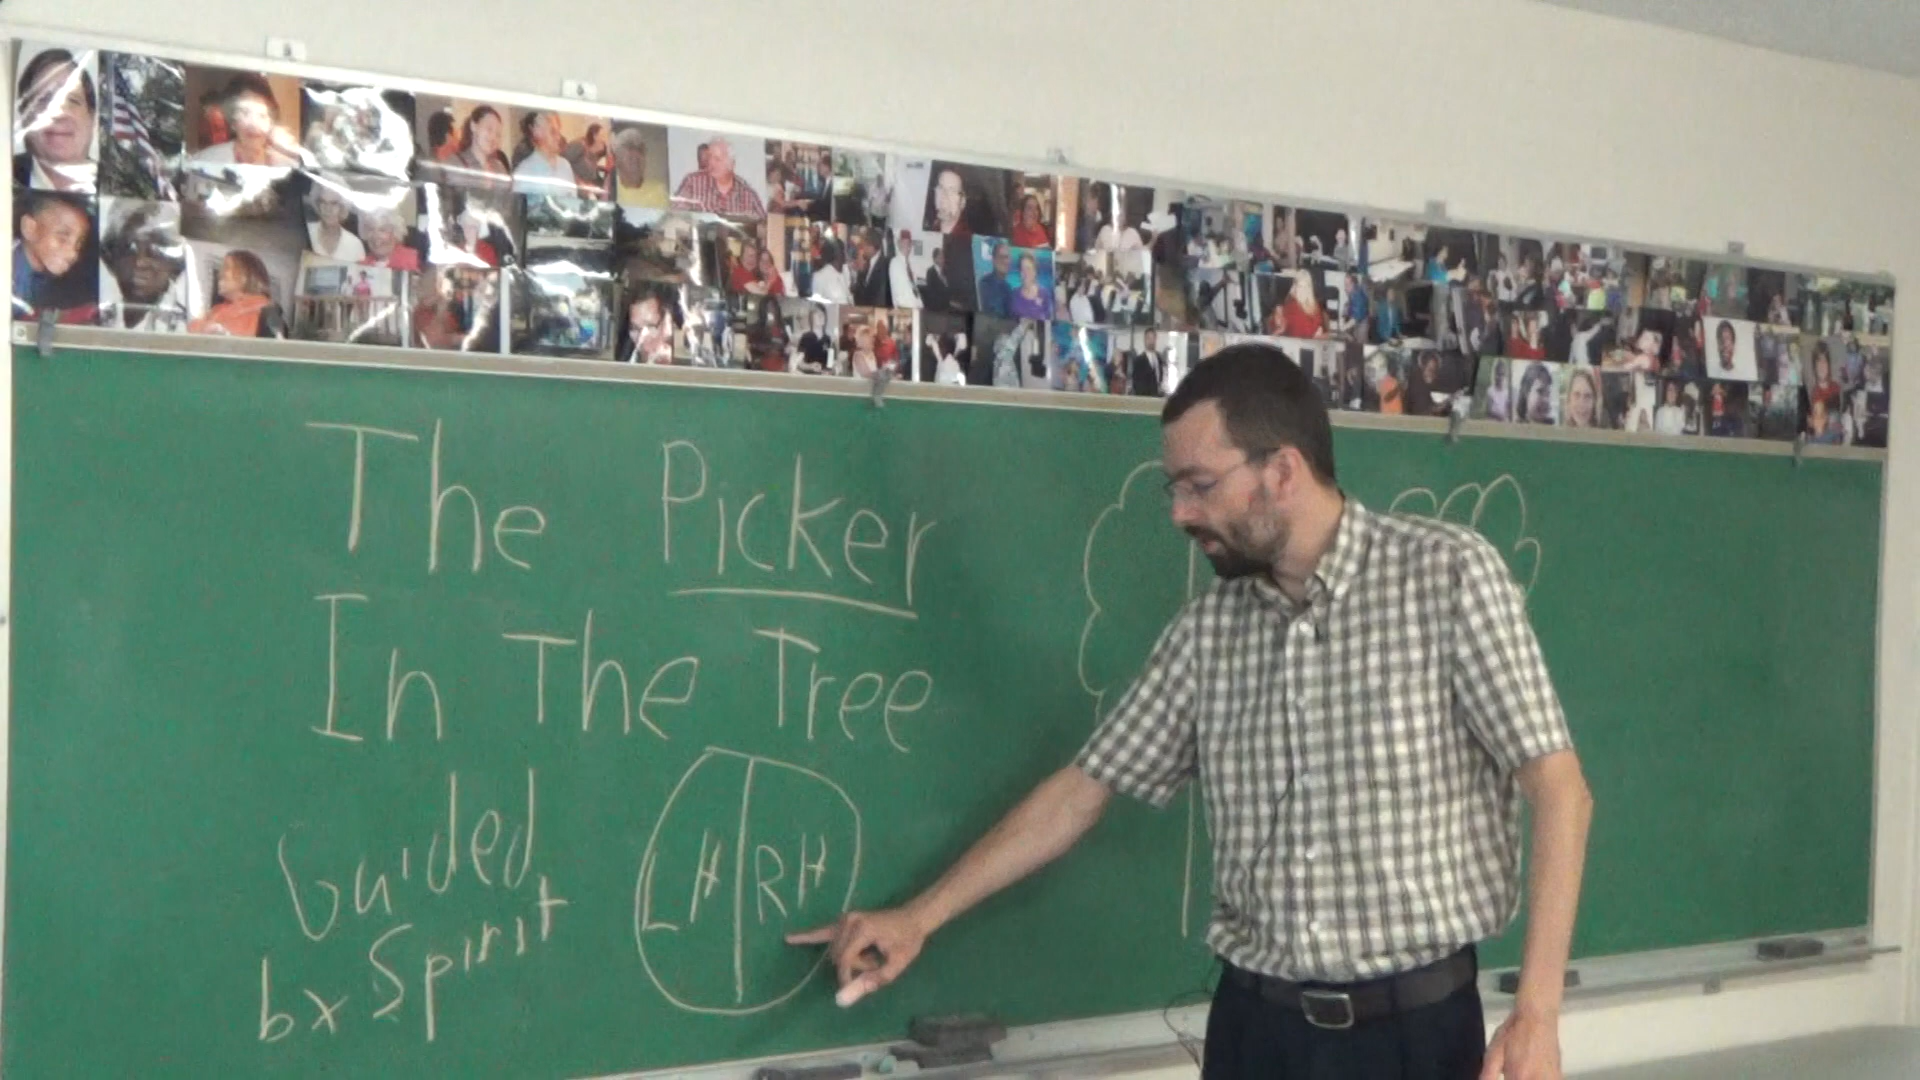 The Picker
In The Tree
Guided
by Spirit
LH RH